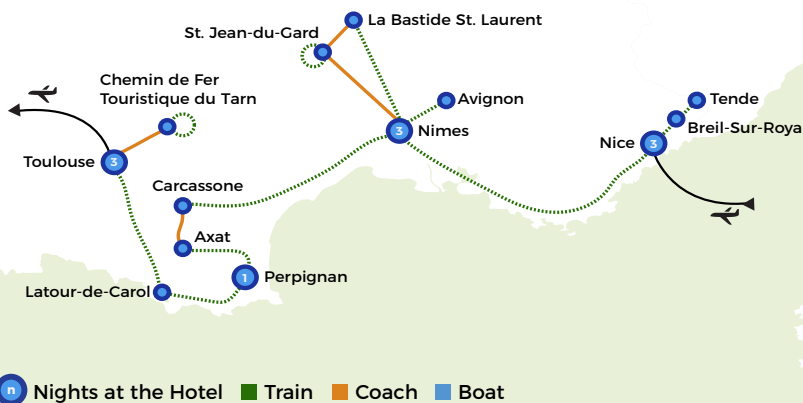 La Bastide St. Laurent
St. Jean-du-Gard
Chemin de Fer
Touristique du Tarn
Avignon
Tende
Breil-Sur-Roya
3 Nimes
Nice 3
Toulouse 3
Carcassone
Axat
1 Perpignan
Latour-de-Carol
n Nights at the Hotel Train Coach Boat